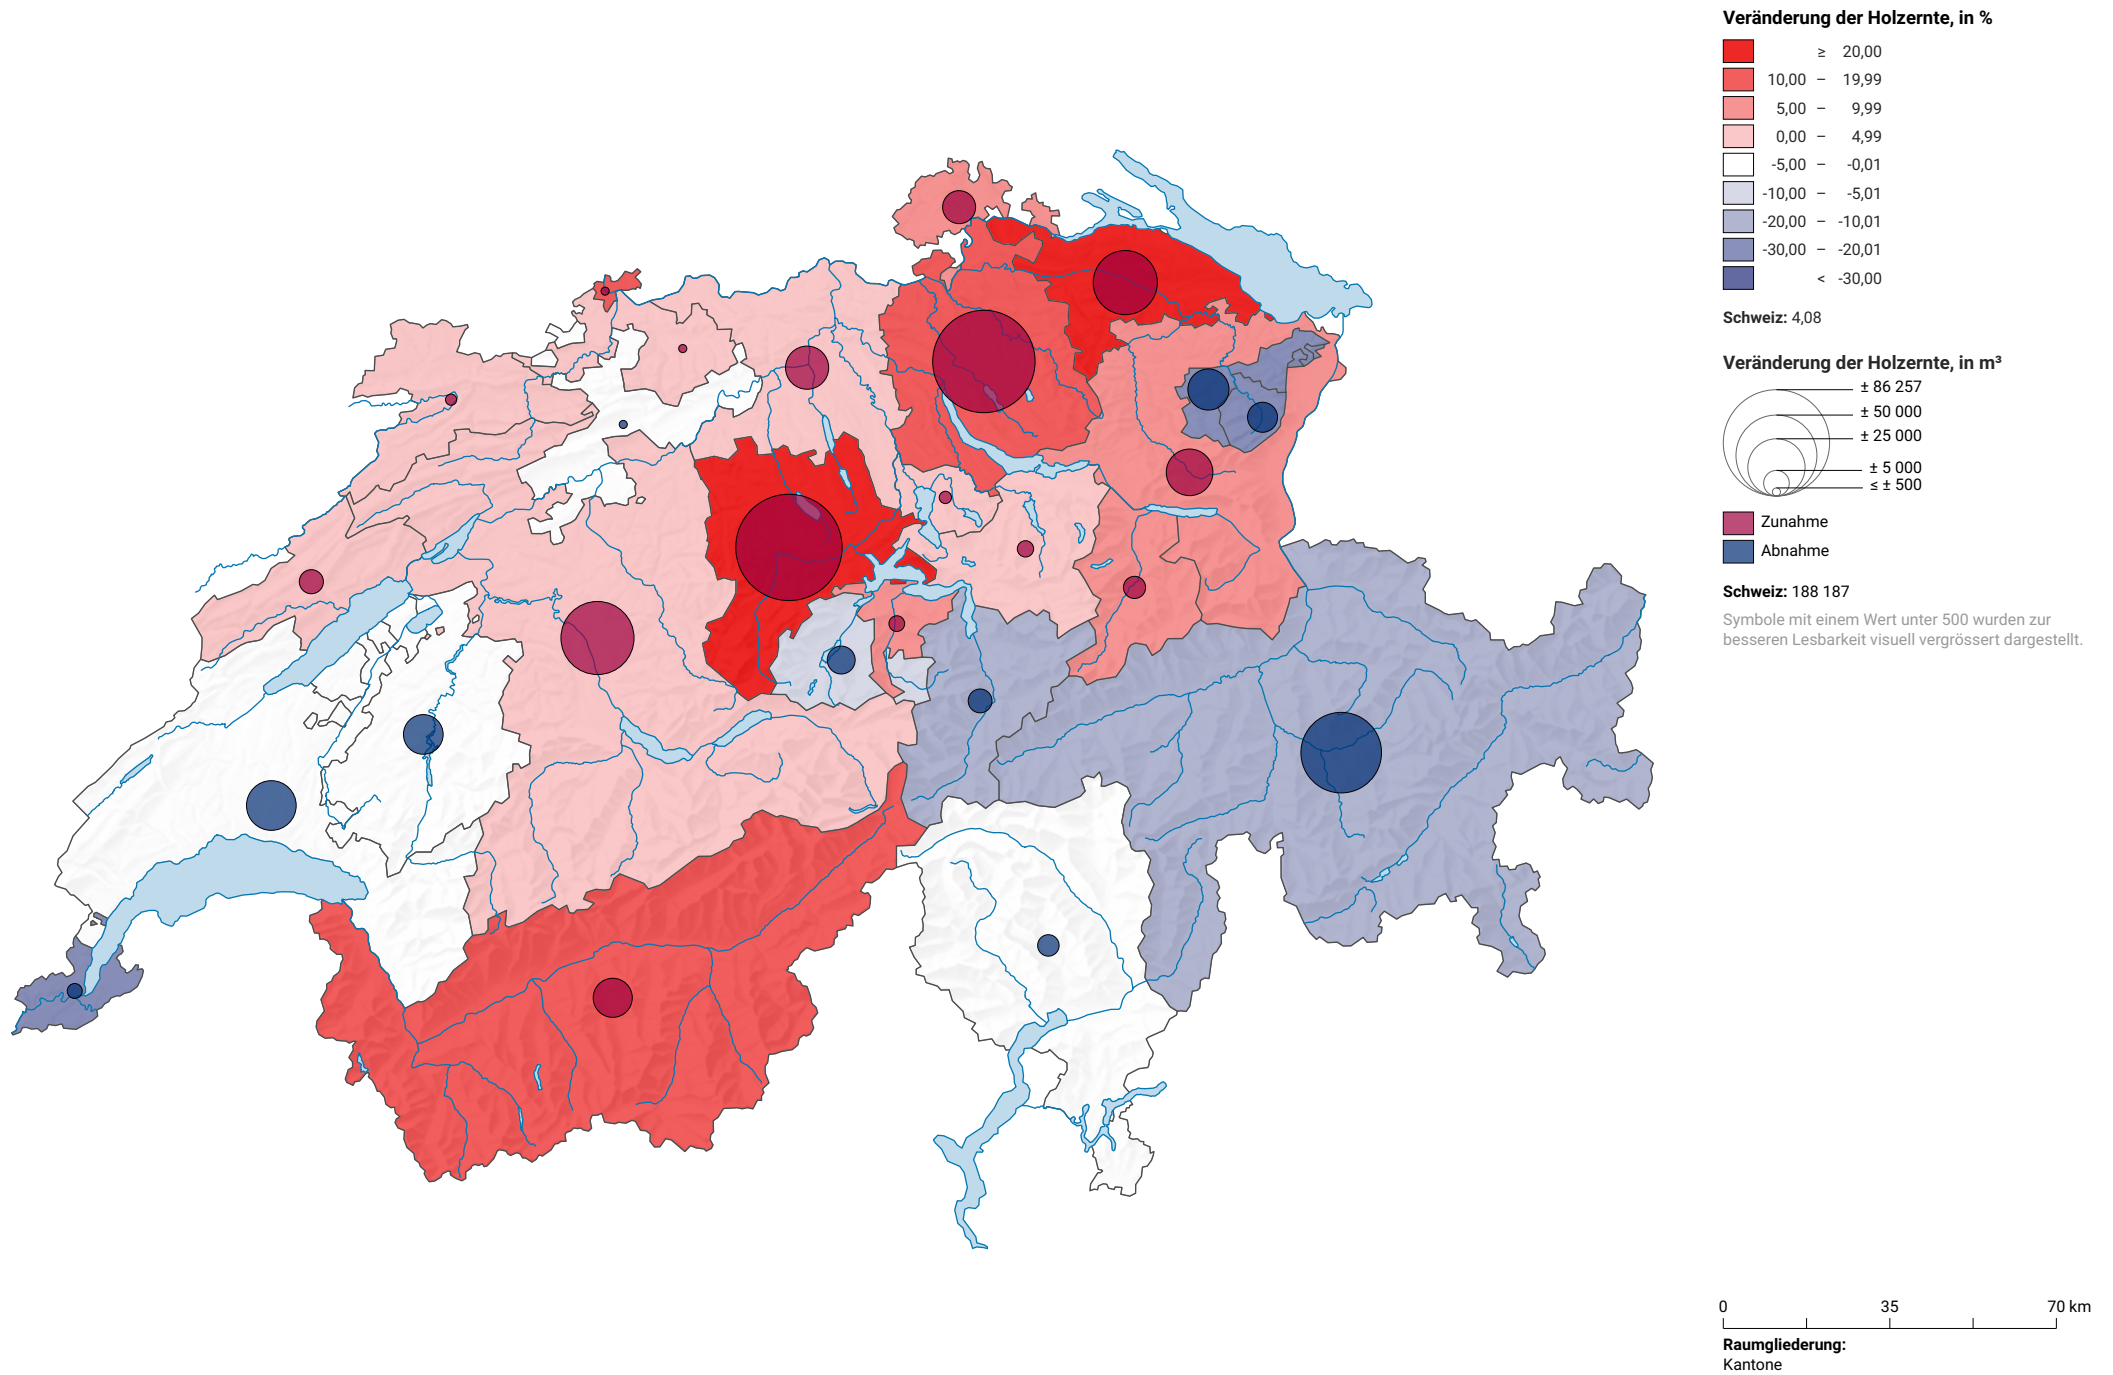 Veränderung der Holzernte, in %
≥ 20,00
10,00 – 19,99
5,00 – 9,99
0,00 – 4,99
-5,00 – -0,01
-10,00 – -5,01
-20,00 – -10,01
-30,00 – -20,01
< -30,00
Schweiz: 4,08
Veränderung der Holzernte, in m³
± 86 257
± 50 000
± 25 000
± 5 000
≤ ± 500
Zunahme
Abnahme
Schweiz: 188 187
Symbole mit einem Wert unter 500 wurden zur
besseren Lesbarkeit visuell vergrössert dargestellt.
0 35 70 km
Raumgliederung:
Kantone